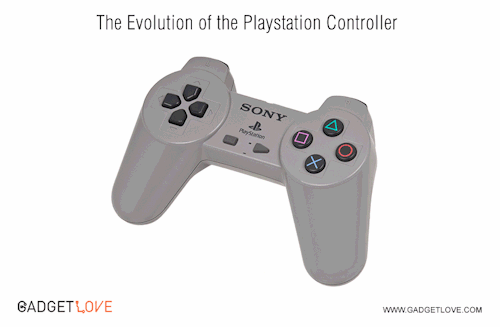 The Evolution of the Playstation Controller
SONY
PlayStation
GADGETLOVE
WWW.GADGETLOVE.COM